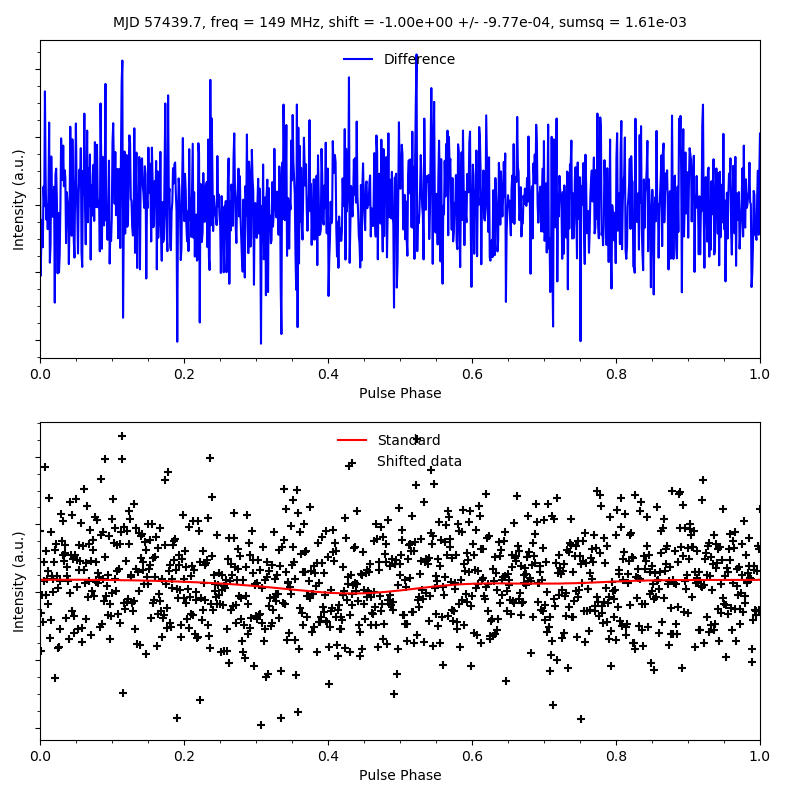 MJD 57439.7, freq = 149 MHz, shift = -1.00e+00 +/- -9.77e-04, sumsq = 1.61e-03
Difference
Intensity (a.u.)
0.0 0.2 0.4 0.6 0.8 1.0
Pulse Phase
Standard
Shifted data
Intensity (a.u.)
0.0 0.2 0.4 0.6 0.8 1.0
Pulse Phase